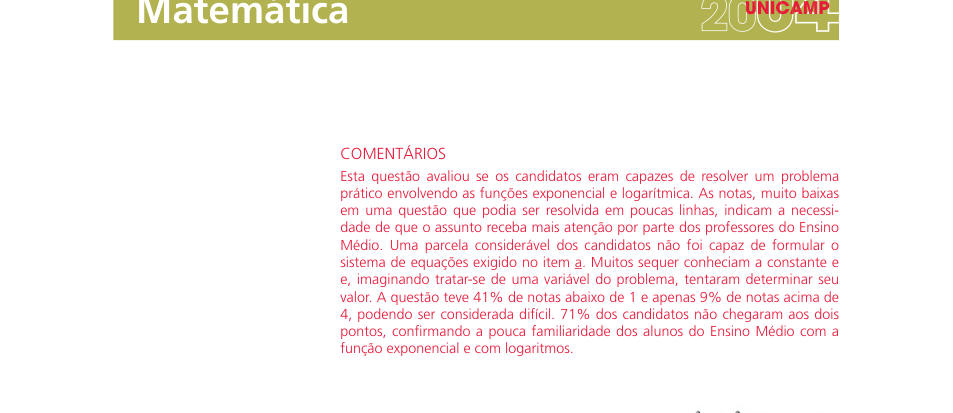 Matemática
2004
UNICAMP
COMENTÁRIOS
Esta questão avaliou se os candidatos eram capazes de resolver um problema
prático envolvendo as funções exponencial e logarítmica. As notas, muito baixas
em uma questão que podia ser resolvida em poucas linhas, indicam a necessi-
dade de que o assunto receba mais atenção por parte dos professores do Ensino
Médio. Uma parcela considerável dos candidatos não foi capaz de formular o
sistema de equações exigido no item a. Muitos sequer conheciam a constante e
e, imaginando tratar-se de uma variável do problema, tentaram determinar seu
valor. A questão teve 41% de notas abaixo de 1 e apenas 9% de notas acima de
4, podendo ser considerada difícil. 71% dos candidatos não chegaram aos dois
pontos, confirmando a pouca familiaridade dos alunos do Ensino Médio com a
função exponencial e com logaritmos.